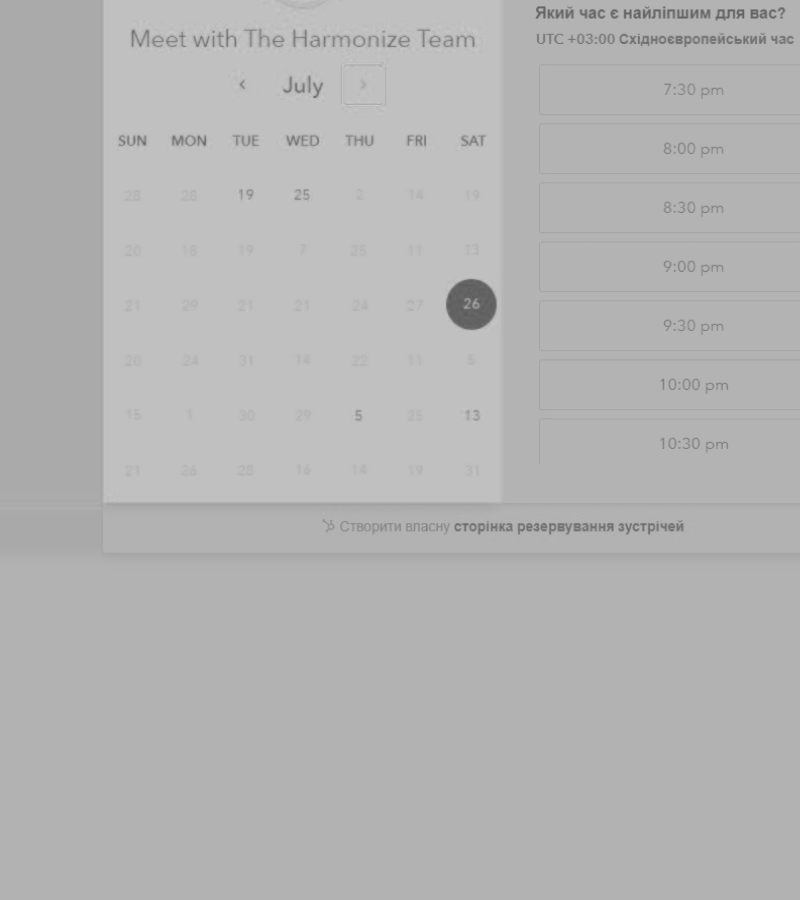 Meet with The Harmonize Team
July
SUN MON TUE WED THU FRI SAT
28 28 19 25 2 14 19
20 18 19 7 25 11 13
21 29 21 21 24 27 26
20 24 31 14 22 11 5
15 1 30 29 5 25 13
21 26 28 16 14 19 31
Який час є найліпшим для вас?
UTC +03:00 Східноєвропейський час
7:30 pm
8:00 pm
8:30 pm
9:00 pm
9:30 pm
10:00 pm
10:30 pm
Створити власну сторінка резервування зустрічей